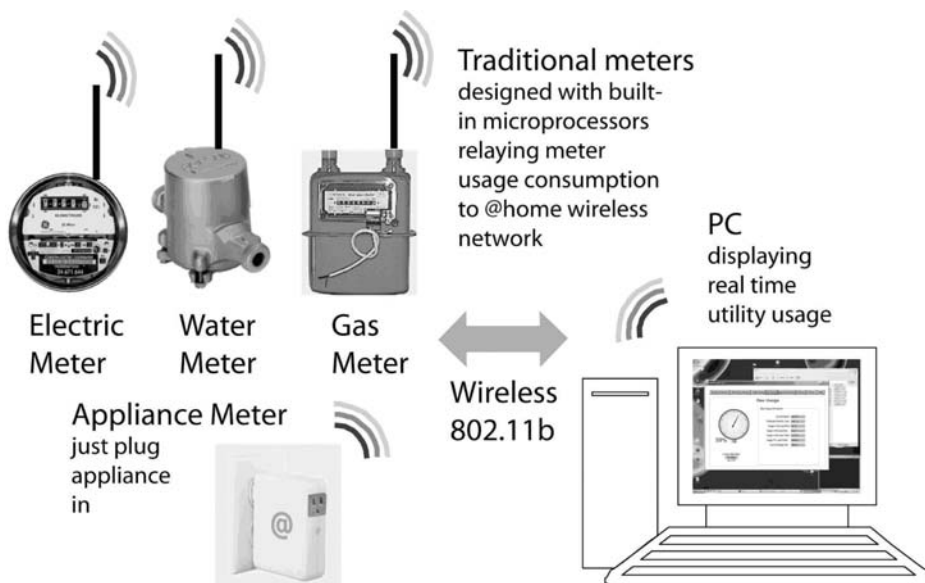 Traditional meters
designed with built-
in microprocessors
relaying meter
usage consumption
to @home wireless
network
PC
displaying
real time
utility usage
Electric
Meter
Water
Meter
Gas
Meter
Wireless
802.11b
Appliance Meter
just plug
appliance
in
@